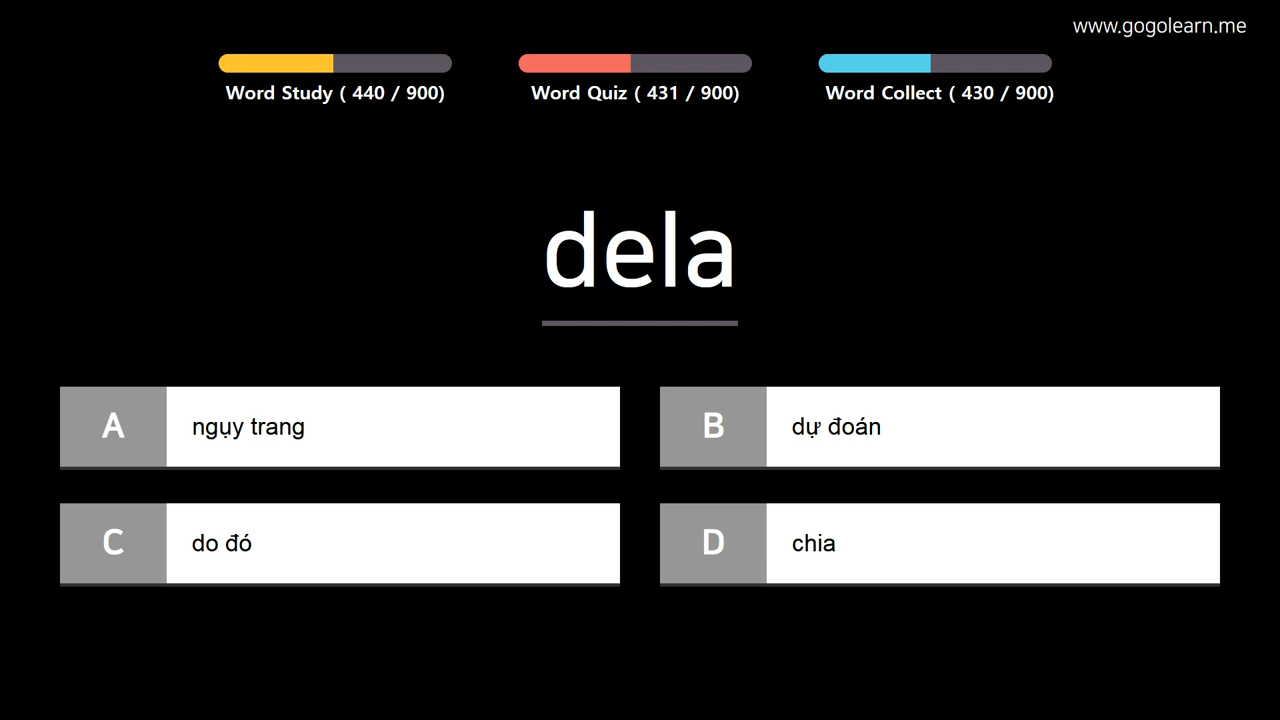 www.gogolearn.me
Word Study ( 440 / 900)
Word Quiz ( 431 / 900)
Word Collect ( 430 / 900)
dela
A ngụy trang
B dự đoán
C do đó
D chia